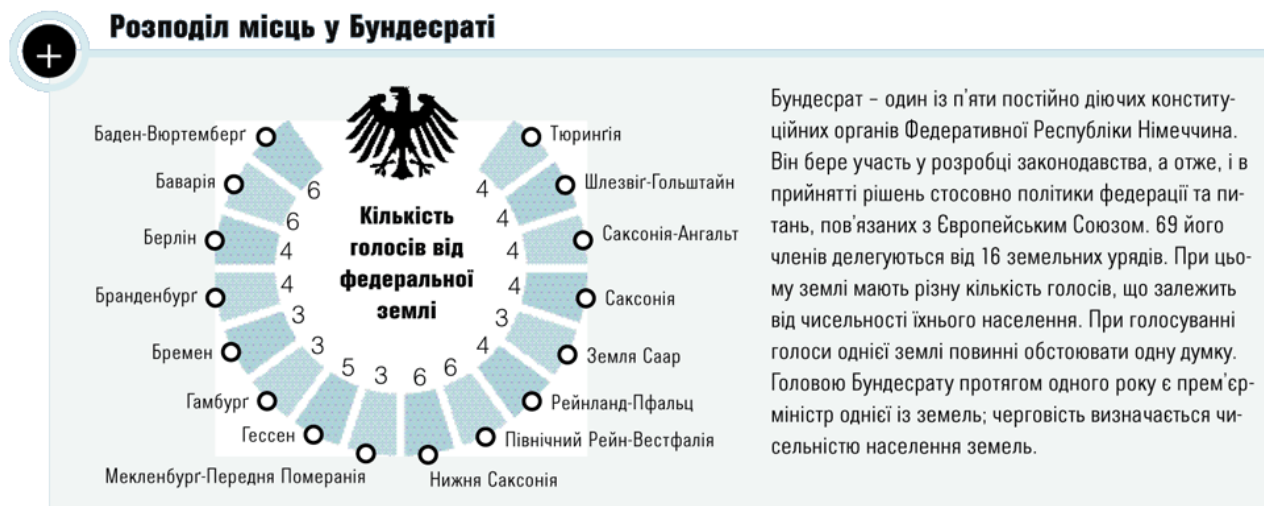 Розподіл місць у Бундесраті
Баден-Вюртемберґ
Баварія
Берлін
Бранденбурґ
Бремен
Гамбурґ
Гессен
Мекленбурґ-Передня Померанія
Нижня Саксонія
Північний Рейн-Вестфалія
Рейнланд-Пфальц
Земля Саар
Саксонія
Саксонія-Ангальт
Шлезвіґ-Гольштайн
Тюринґія
6
6
4
4
3
3
5
3
6
6
4
3
4
4
4
4
Кількість
голосів від
федеральної
землі
Бундесрат – один із п’яти постійно діючих конститу-
ційних органів Федеративної Республіки Німеччина.
Він бере участь у розробці законодавства, а отже, і в
прийнятті рішень стосовно політики федерації та пи-
тань, пов’язаних з Європейським Союзом. 69 його
членів делегуються від 16 земельних урядів. При цьо-
му землі мають різну кількість голосів, що залежить
від чисельності їхнього населення. При голосуванні
голоси однієї землі повинні обстоювати одну думку.
Головою Бундесрату протягом одного року є прем’єр-
міністр однієї із земель; черговість визначається чи-
сельністю населення земель.